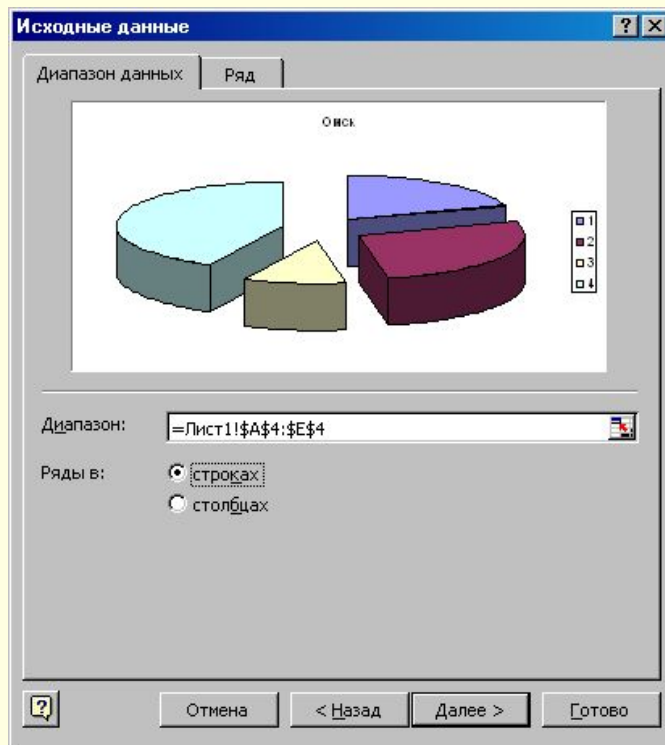 Исходные данные
Диапазон данных
Ряд
Омск
1
2
3
4
Диапазон:
=Лист1!$A$4:$E$4
Ряды в:
строках
столбцах
Отмена
< Назад
Далее >
Готово